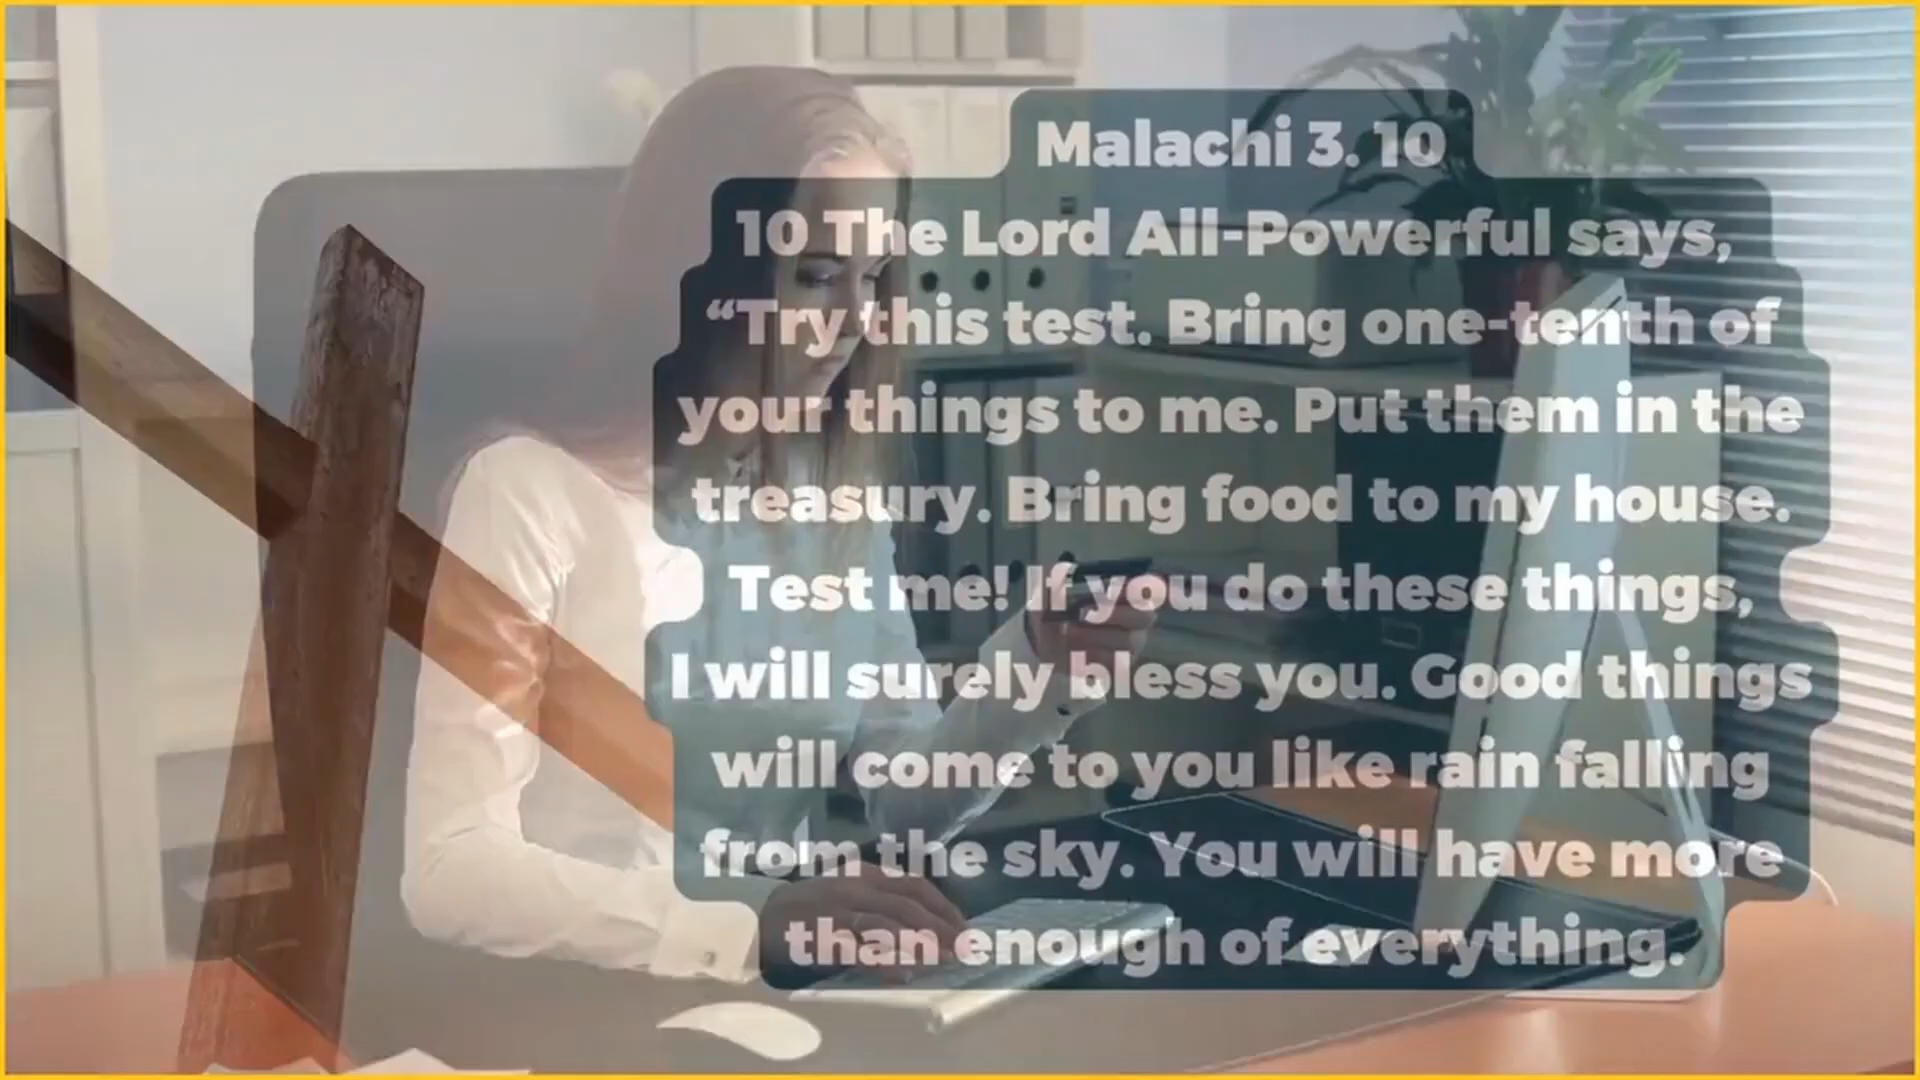 Malachi 3. 10
10 The Lord All-Powerful says,
“Try this test. Bring one-tenth of
your things to me. Put them in the
treasury. Bring food to my house.
Test me! If you do these things,
I will surely bless you. Good things
will come to you like rain falling
from the sky. You will have more
than enough of everything.